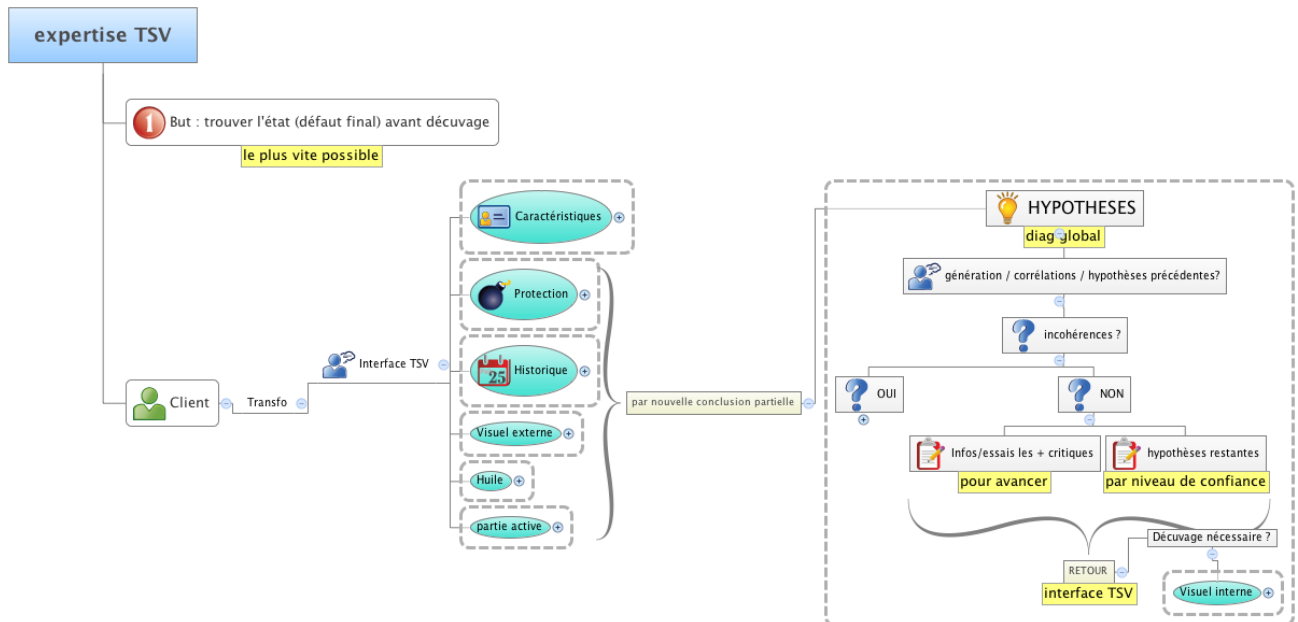 expertise TSV
1
But : trouver l'état (défaut final) avant décuvage
le plus vite possible
Client
Transfo
Interface TSV
Caractéristiques
Protection
25
Historique
Visuel externe
Huile
partie active
par nouvelle conclusion partielle
HYPOTHESES
diag global
génération / corrélations / hypothèses précédentes?
incohérences ?
OUI
NON
Infos/essais les + critiques
pour avancer
hypothèses restantes
par niveau de confiance
Décuvage nécessaire ?
RETOUR
interface TSV
Visuel interne